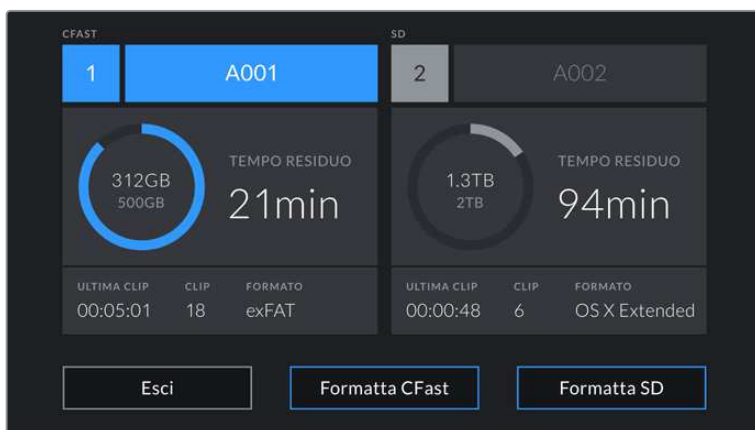 CFAST
SD
1
A001
2
A002
312GB
500GB
TEMPO RESIDUO
21min
1.3TB
2TB
TEMPO RESIDUO
94min
ULTIMA CLIP CLIP FORMATO
00:05:01 18 exFAT
ULTIMA CLIP CLIP FORMATO
00:00:48 6 OS X Extended
Esci
Formatta CFast
Formatta SD